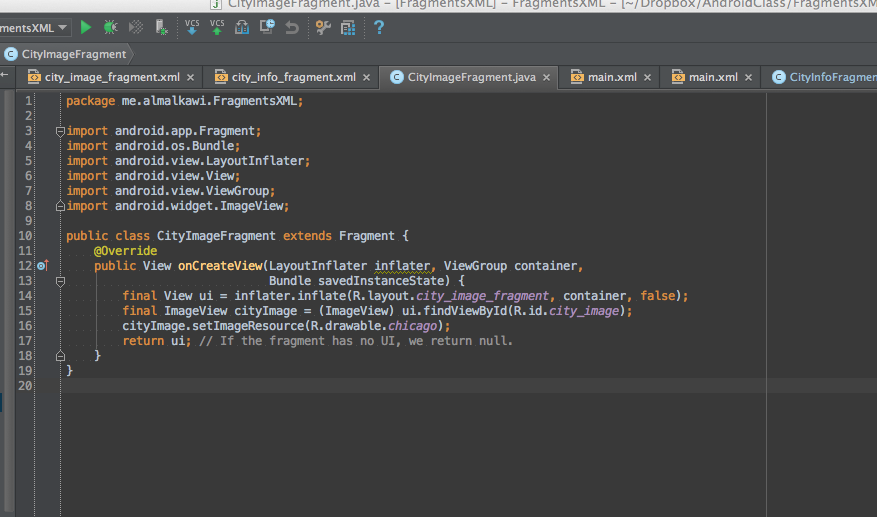 CityImageFragment.java – [FragmentsXML] – FragmentsXML – [~/Dropbox/AndroidClass/FragmentsXM
mentsXML
VCS VCS ?
CityImageFragment
city_image_fragment.xml city_info_fragment.xml CityImageFragment.java main.xml main.xml CityInfoFragmen
1 package me.almalkawi.FragmentsXML;
2
3 import android.app.Fragment;
4 import android.os.Bundle;
5 import android.view.LayoutInflater;
6 import android.view.View;
7 import android.view.ViewGroup;
8 import android.widget.ImageView;
9
10 public class CityImageFragment extends Fragment {
11 @Override
12 public View onCreateView(LayoutInflater inflater, ViewGroup container,
13 Bundle savedInstanceState) {
14 final View ui = inflater.inflate(R.layout.city_image_fragment, container, false);
15 final ImageView cityImage = (ImageView) ui.findViewById(R.id.city_image);
16 cityImage.setImageResource(R.drawable.chicago);
17 return ui; // If the fragment has no UI, we return null.
18 }
19 }
20